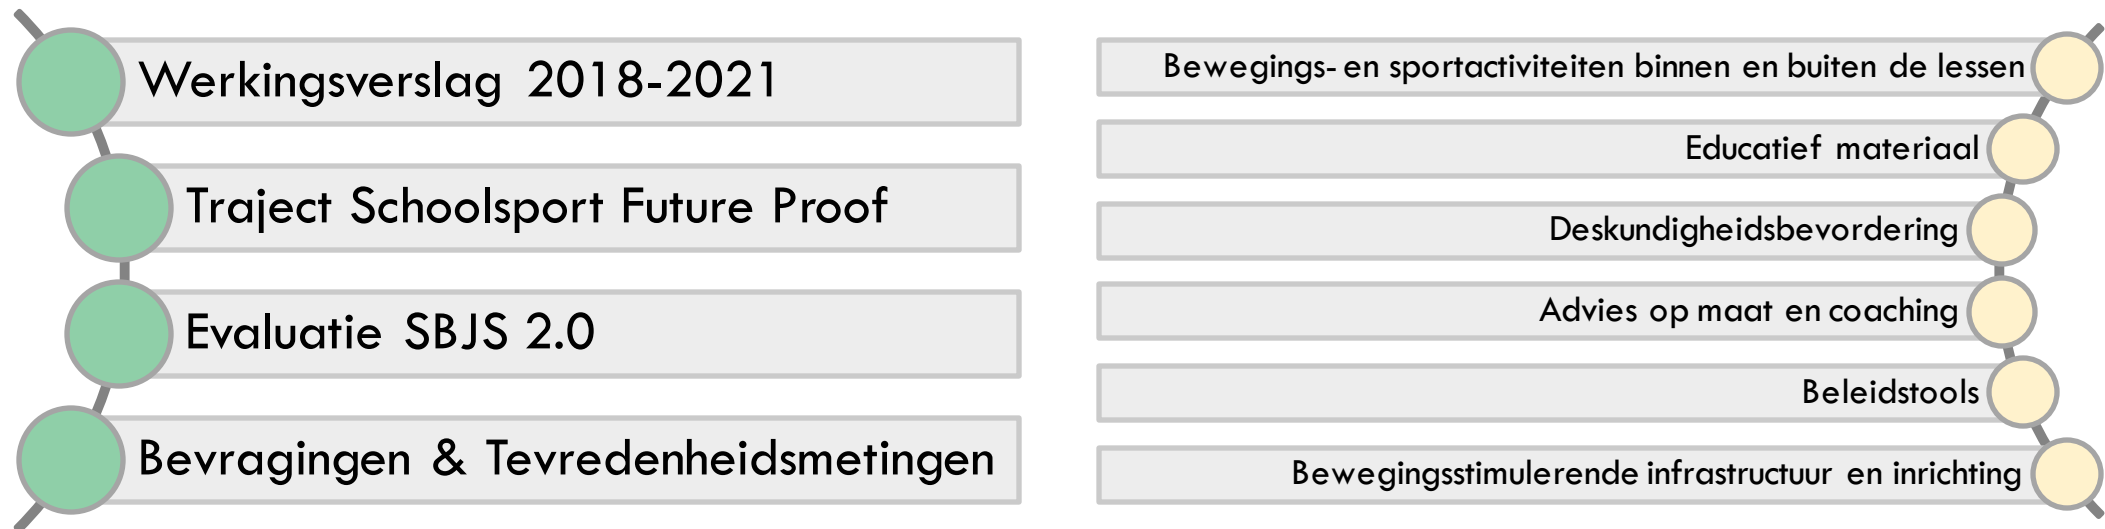 Werkingsverslag 2018-2021
Traject Schoolsport Future Proof
Evaluatie SBJS 2.0
Bevragingen & Tevredenheidsmetingen
Bewegings- en sportactiviteiten binnen en buiten de lessen
Educatief materiaal
Deskundigheidsbevordering
Advies op maat en coaching
Beleidstools
Bewegingsstimulerende infrastructuur en inrichting